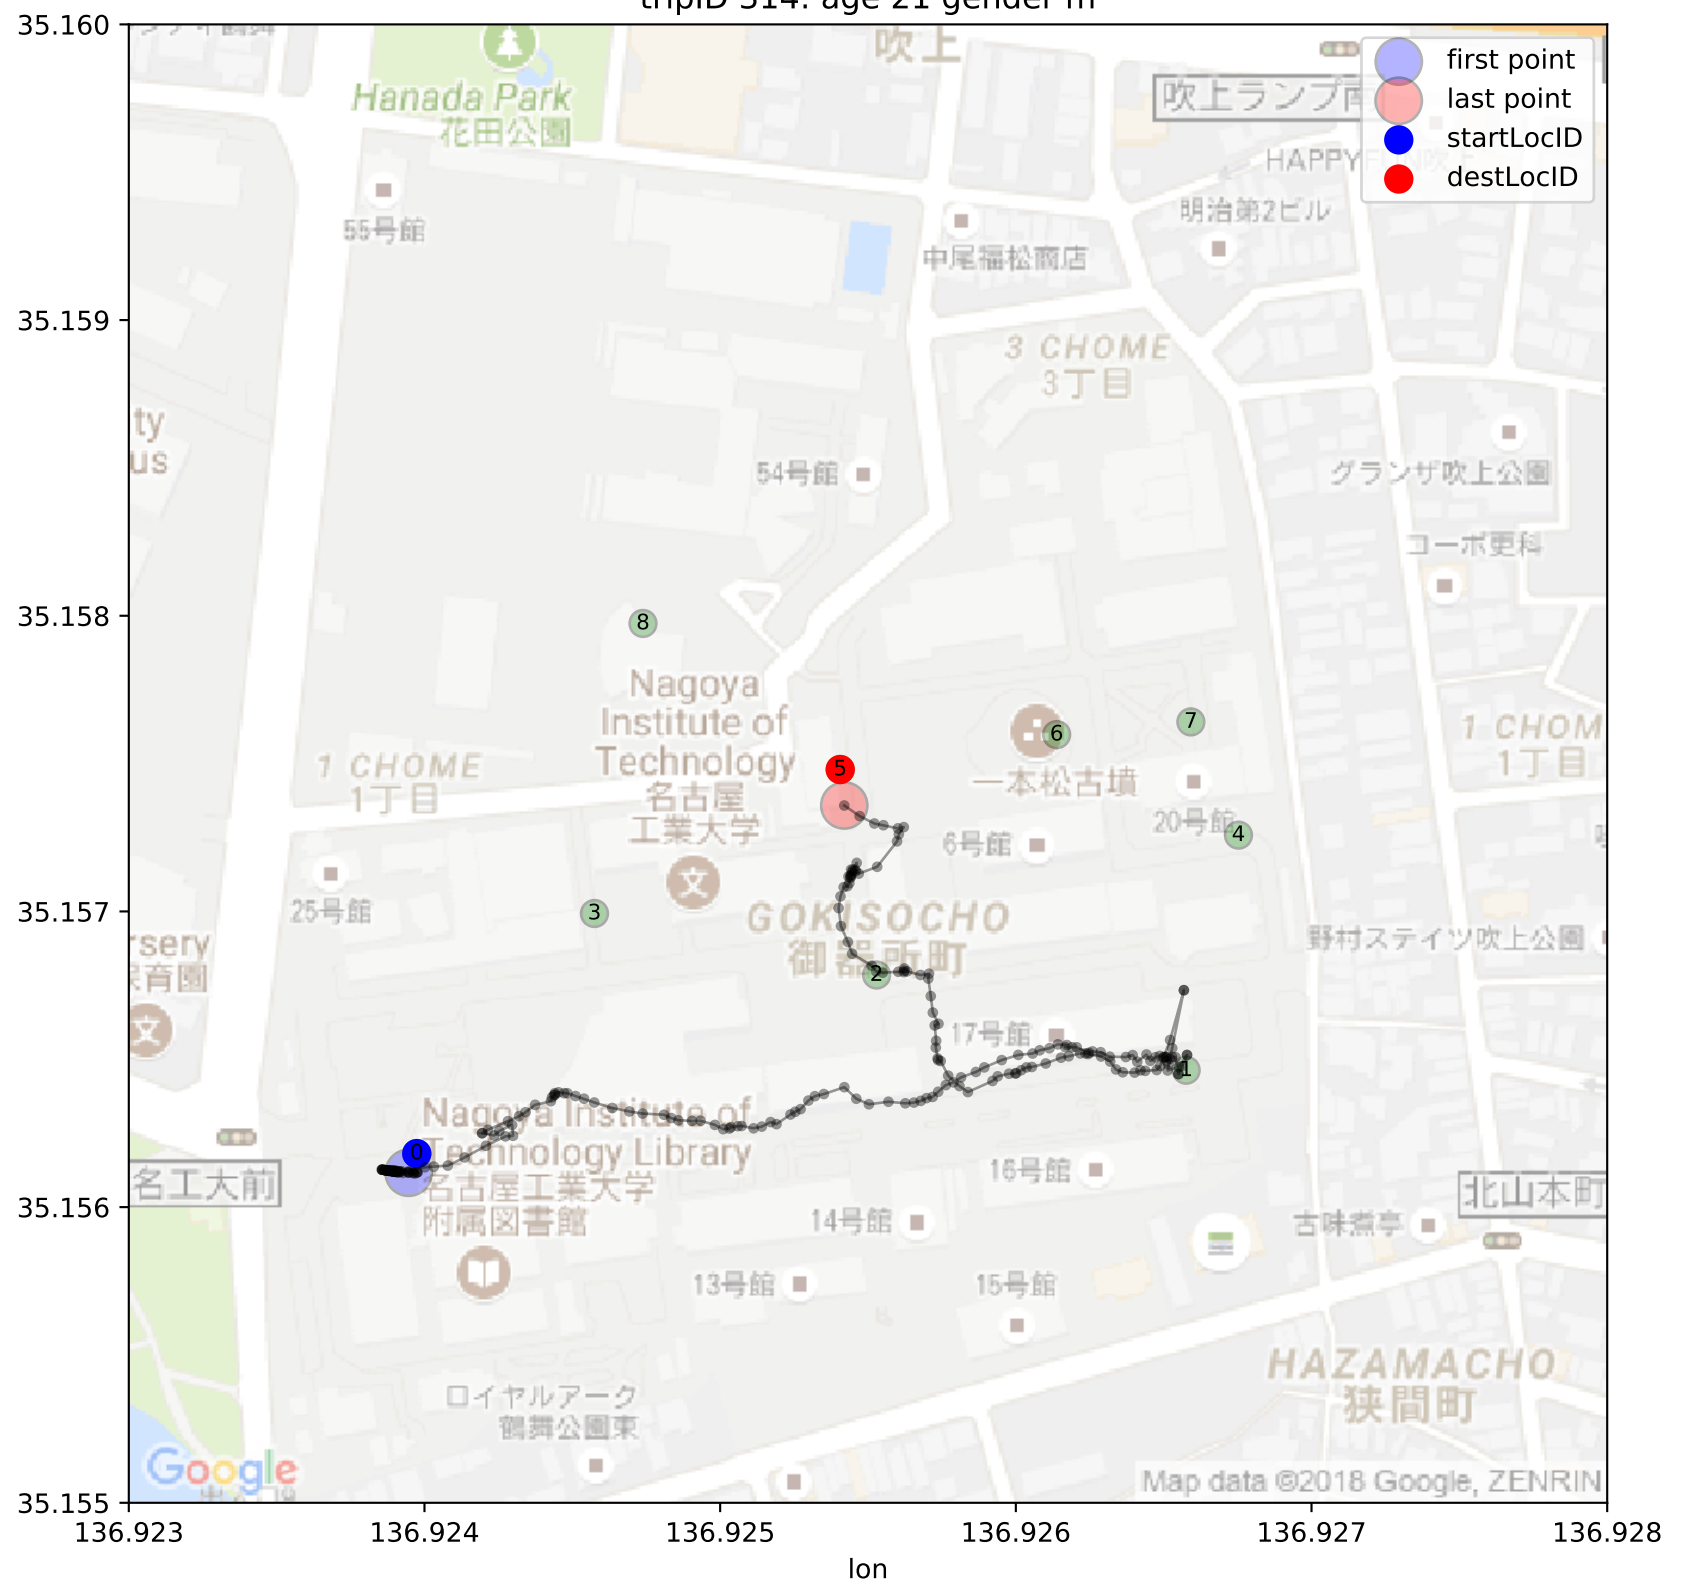 35.160
35.159
35.158
35.157
35.156
35.155
136.923
136.924
136.925
136.926
136.927
136.928
lon
first point
last point
startLocID
destLocID
吹上
Hanada Park
花田公園
吹上ランプ南
HAPPY
明治第2ビル
55号館
中尾福松商店
3 CHOME
3丁目
54号館
グランザ吹上公園
コーポ更科
8
Nagoya
Institute of
Technology
名古屋
工業大学
1 CHOME
1丁目
5
6
7
一本松古墳
20号館
4
6号館
1 CHOM
1丁目
25号館
3
GOKISOCHO
御器所町
2
野村ステイツ吹上公園
rsery
育園
ty
us
17号館
1
Nagoya Institute of
Technology Library
名古屋工業大学
附属図書館
0
名工大前
16号館
14号館
北山本町
古味煮亭
13号館
15号館
HAZAMACHO
狭間町
ロイヤルアーク
鶴舞公園東
Google
Map data ©2018 Google, ZENRIN